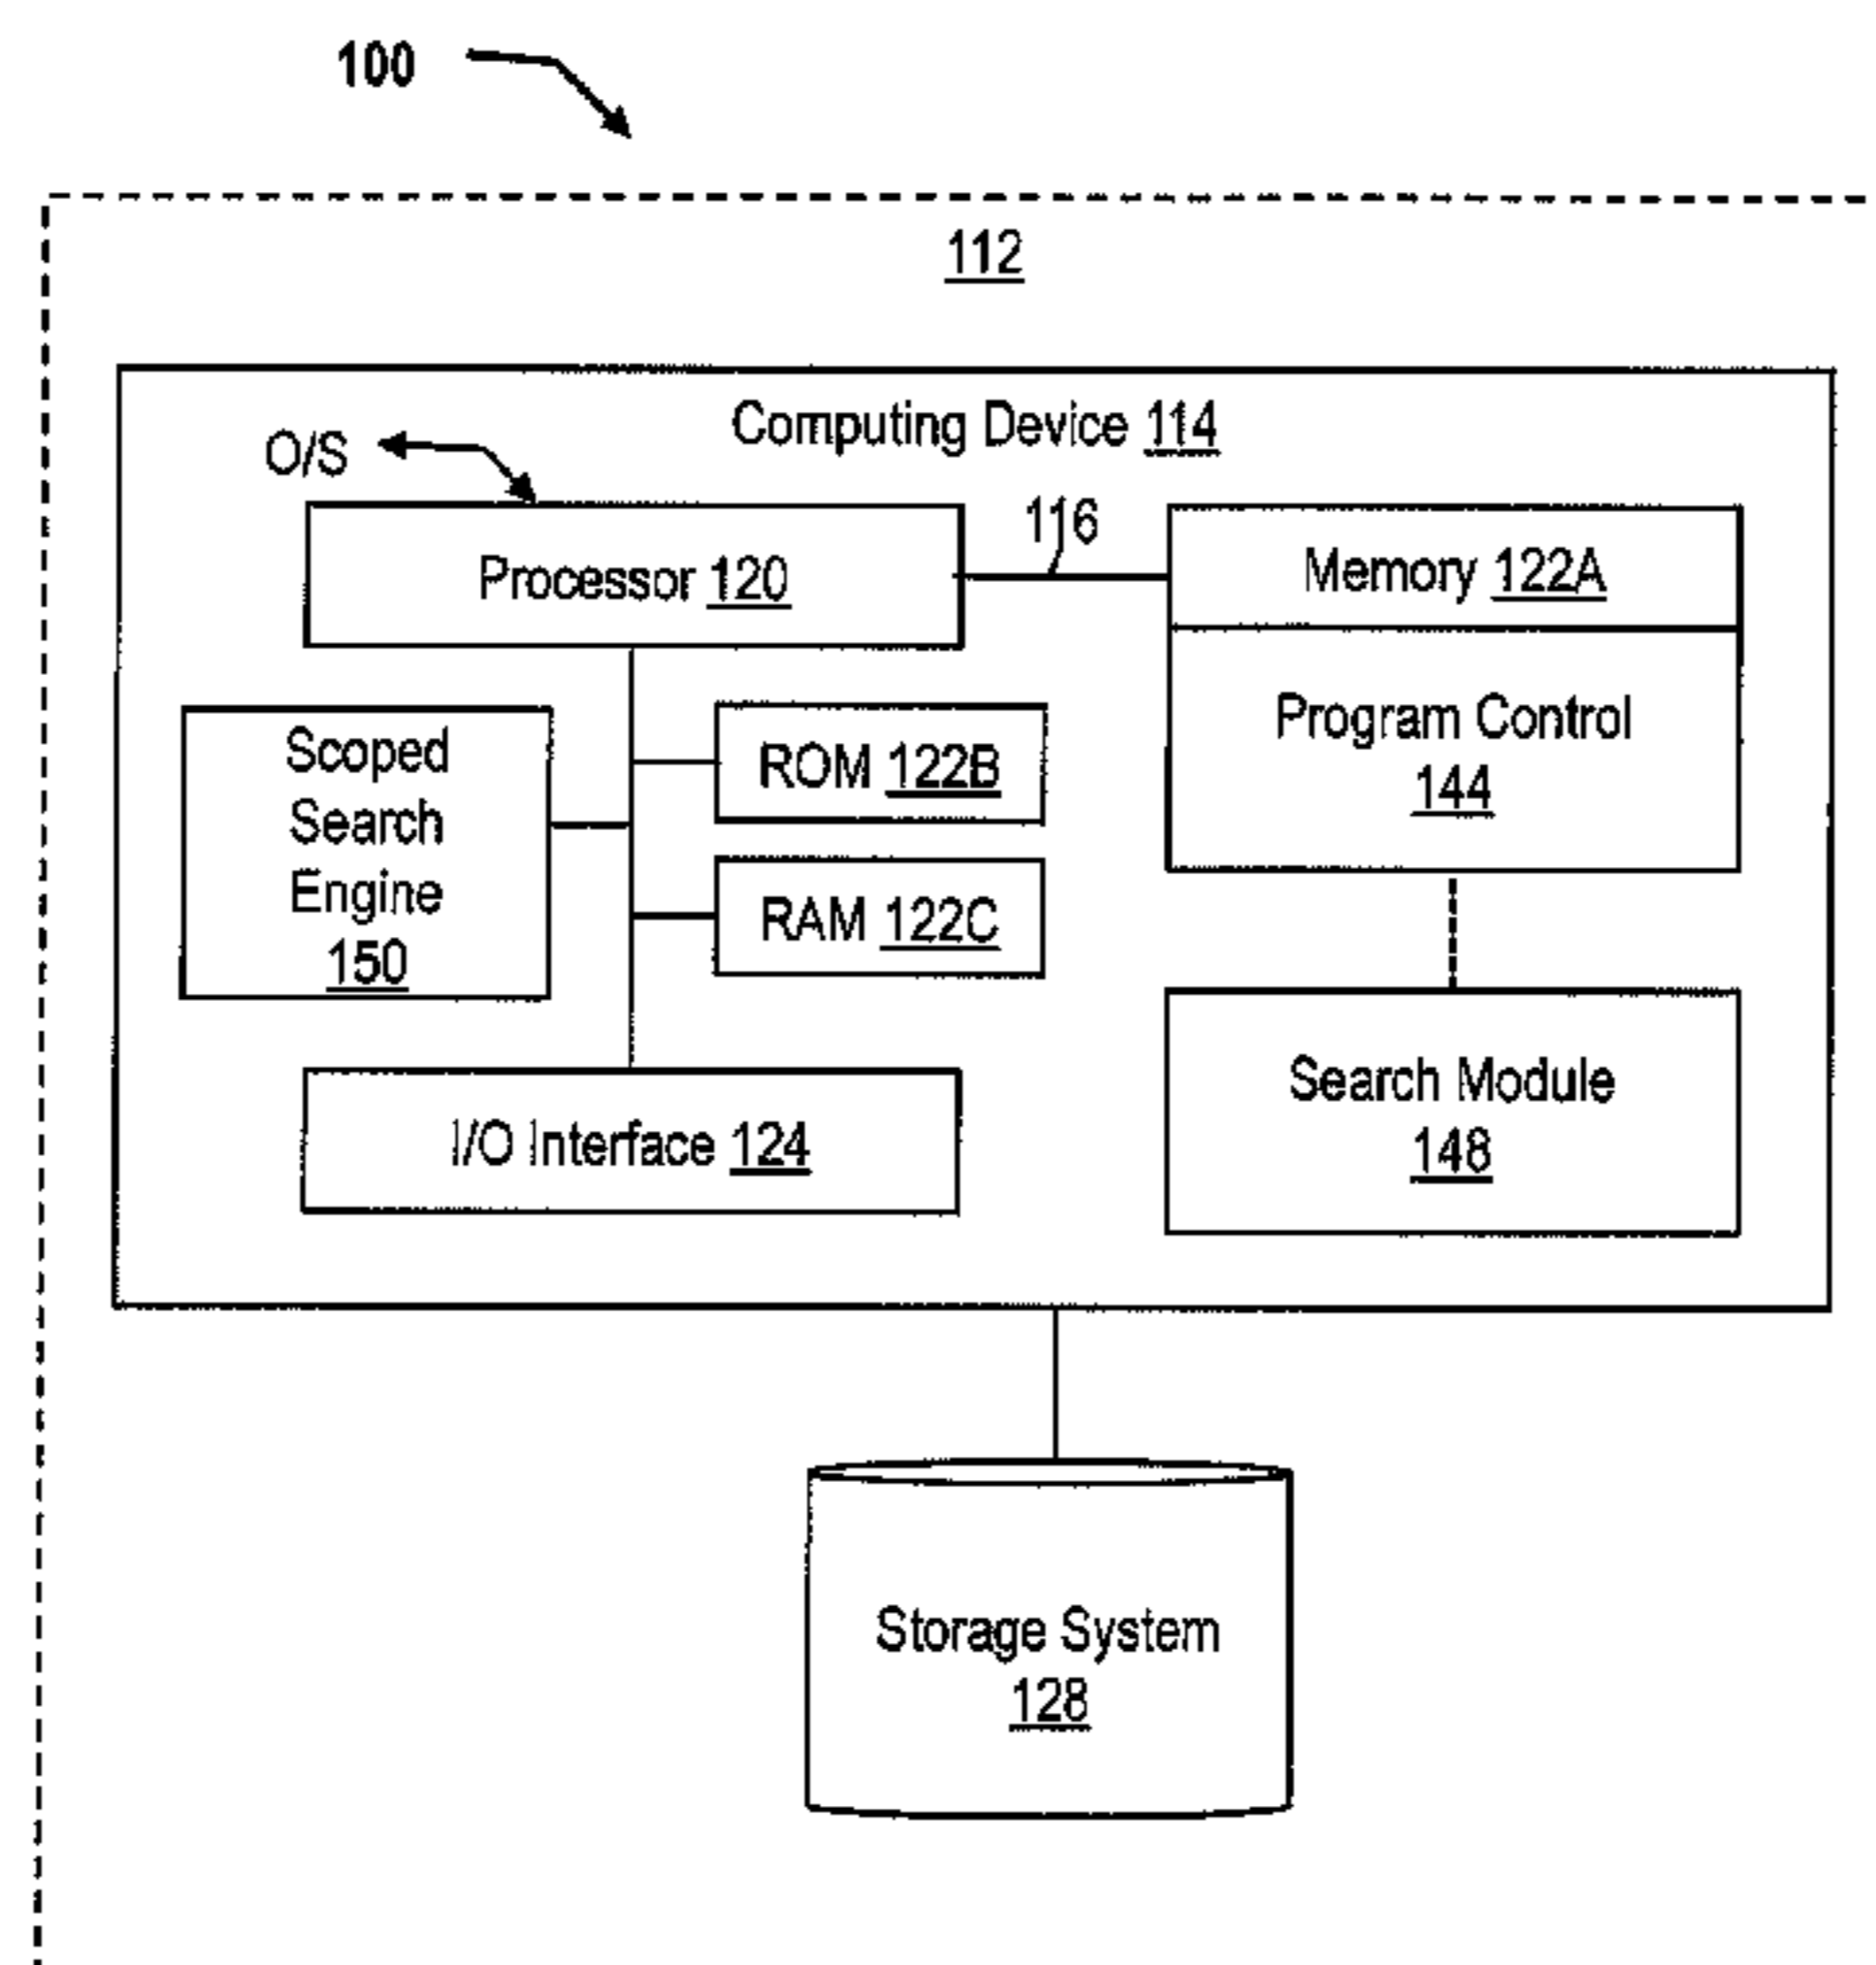 100
112
Computing Device 114
O/S
116
Processor 120
Memory 122A
Program Control
144
Scoped
Search
Engine
150
ROM 122B
RAM 122C
I/O Interface 124
Search Module
148
Storage System
128